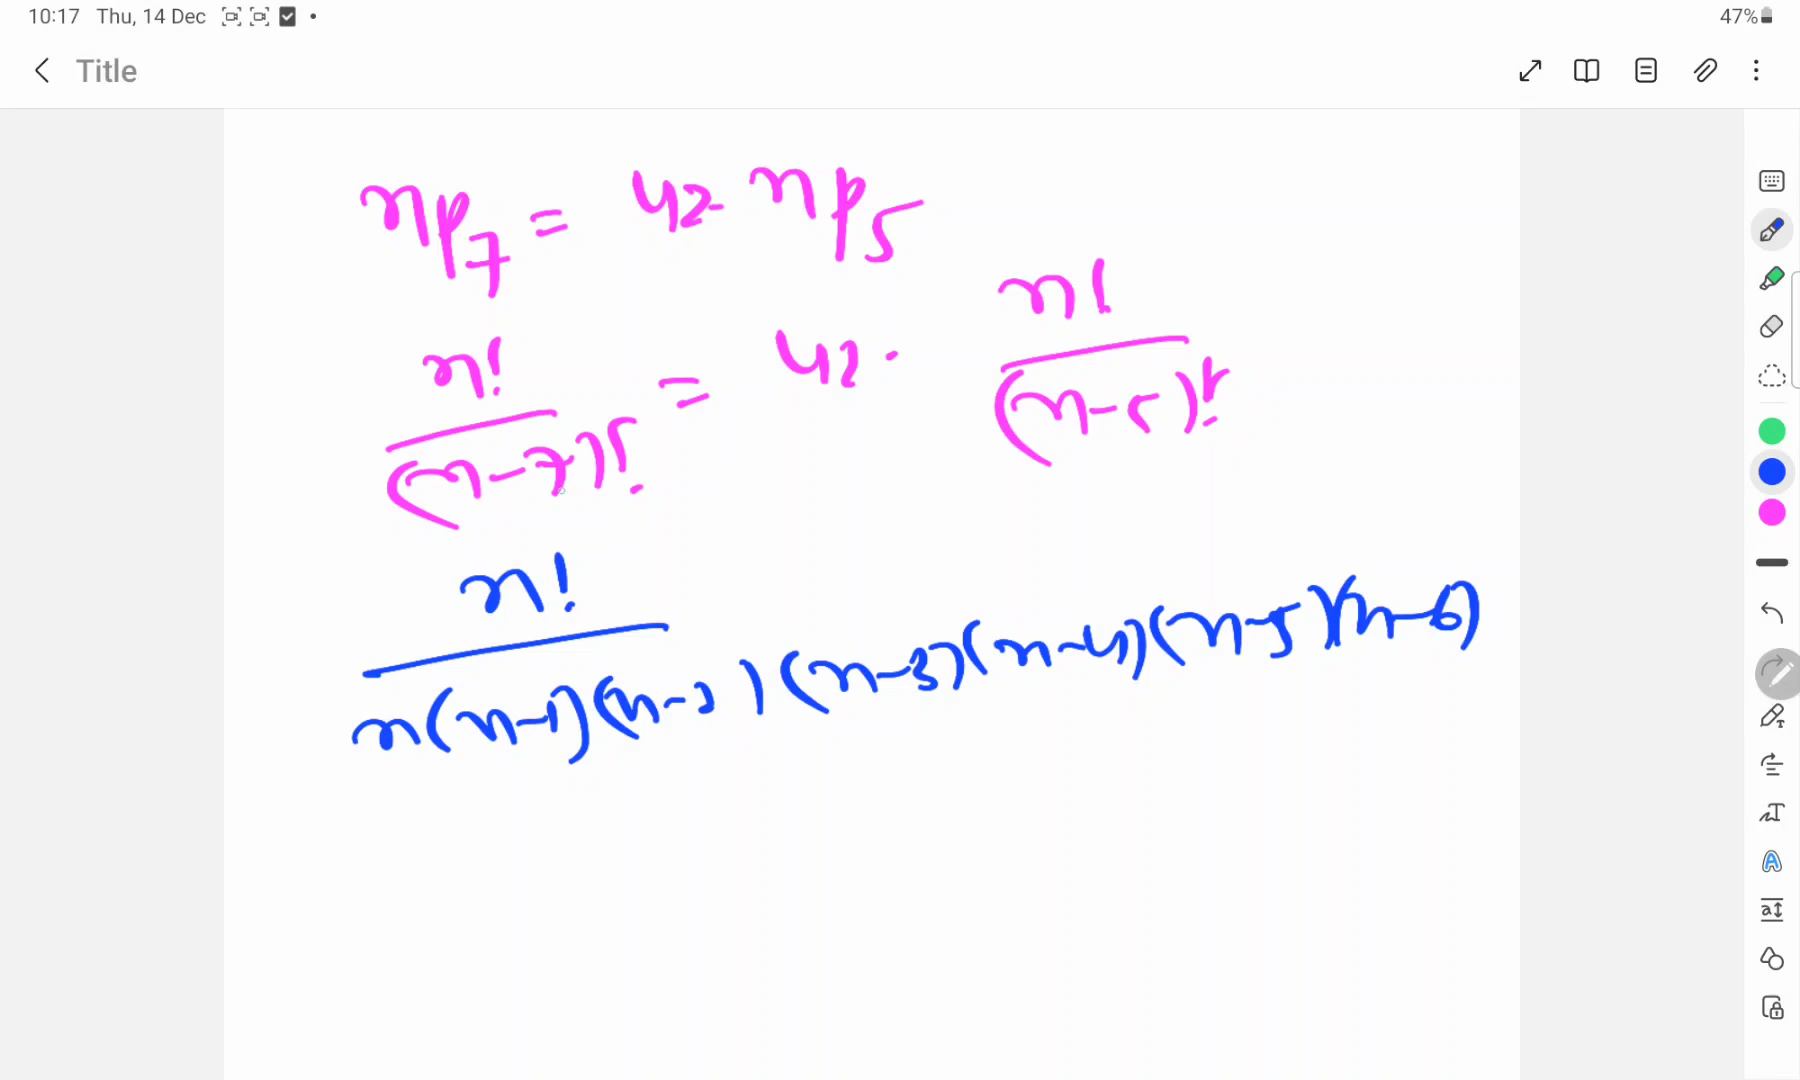 10:17 Thu, 14 Dec 47%
Title
nP7 = 42 nP5
n!/(n-7)! = 42 · n!/(n-5)!
n!
n(n-1)(n-2)(n-3)(n-4)(n-5)(n-6)